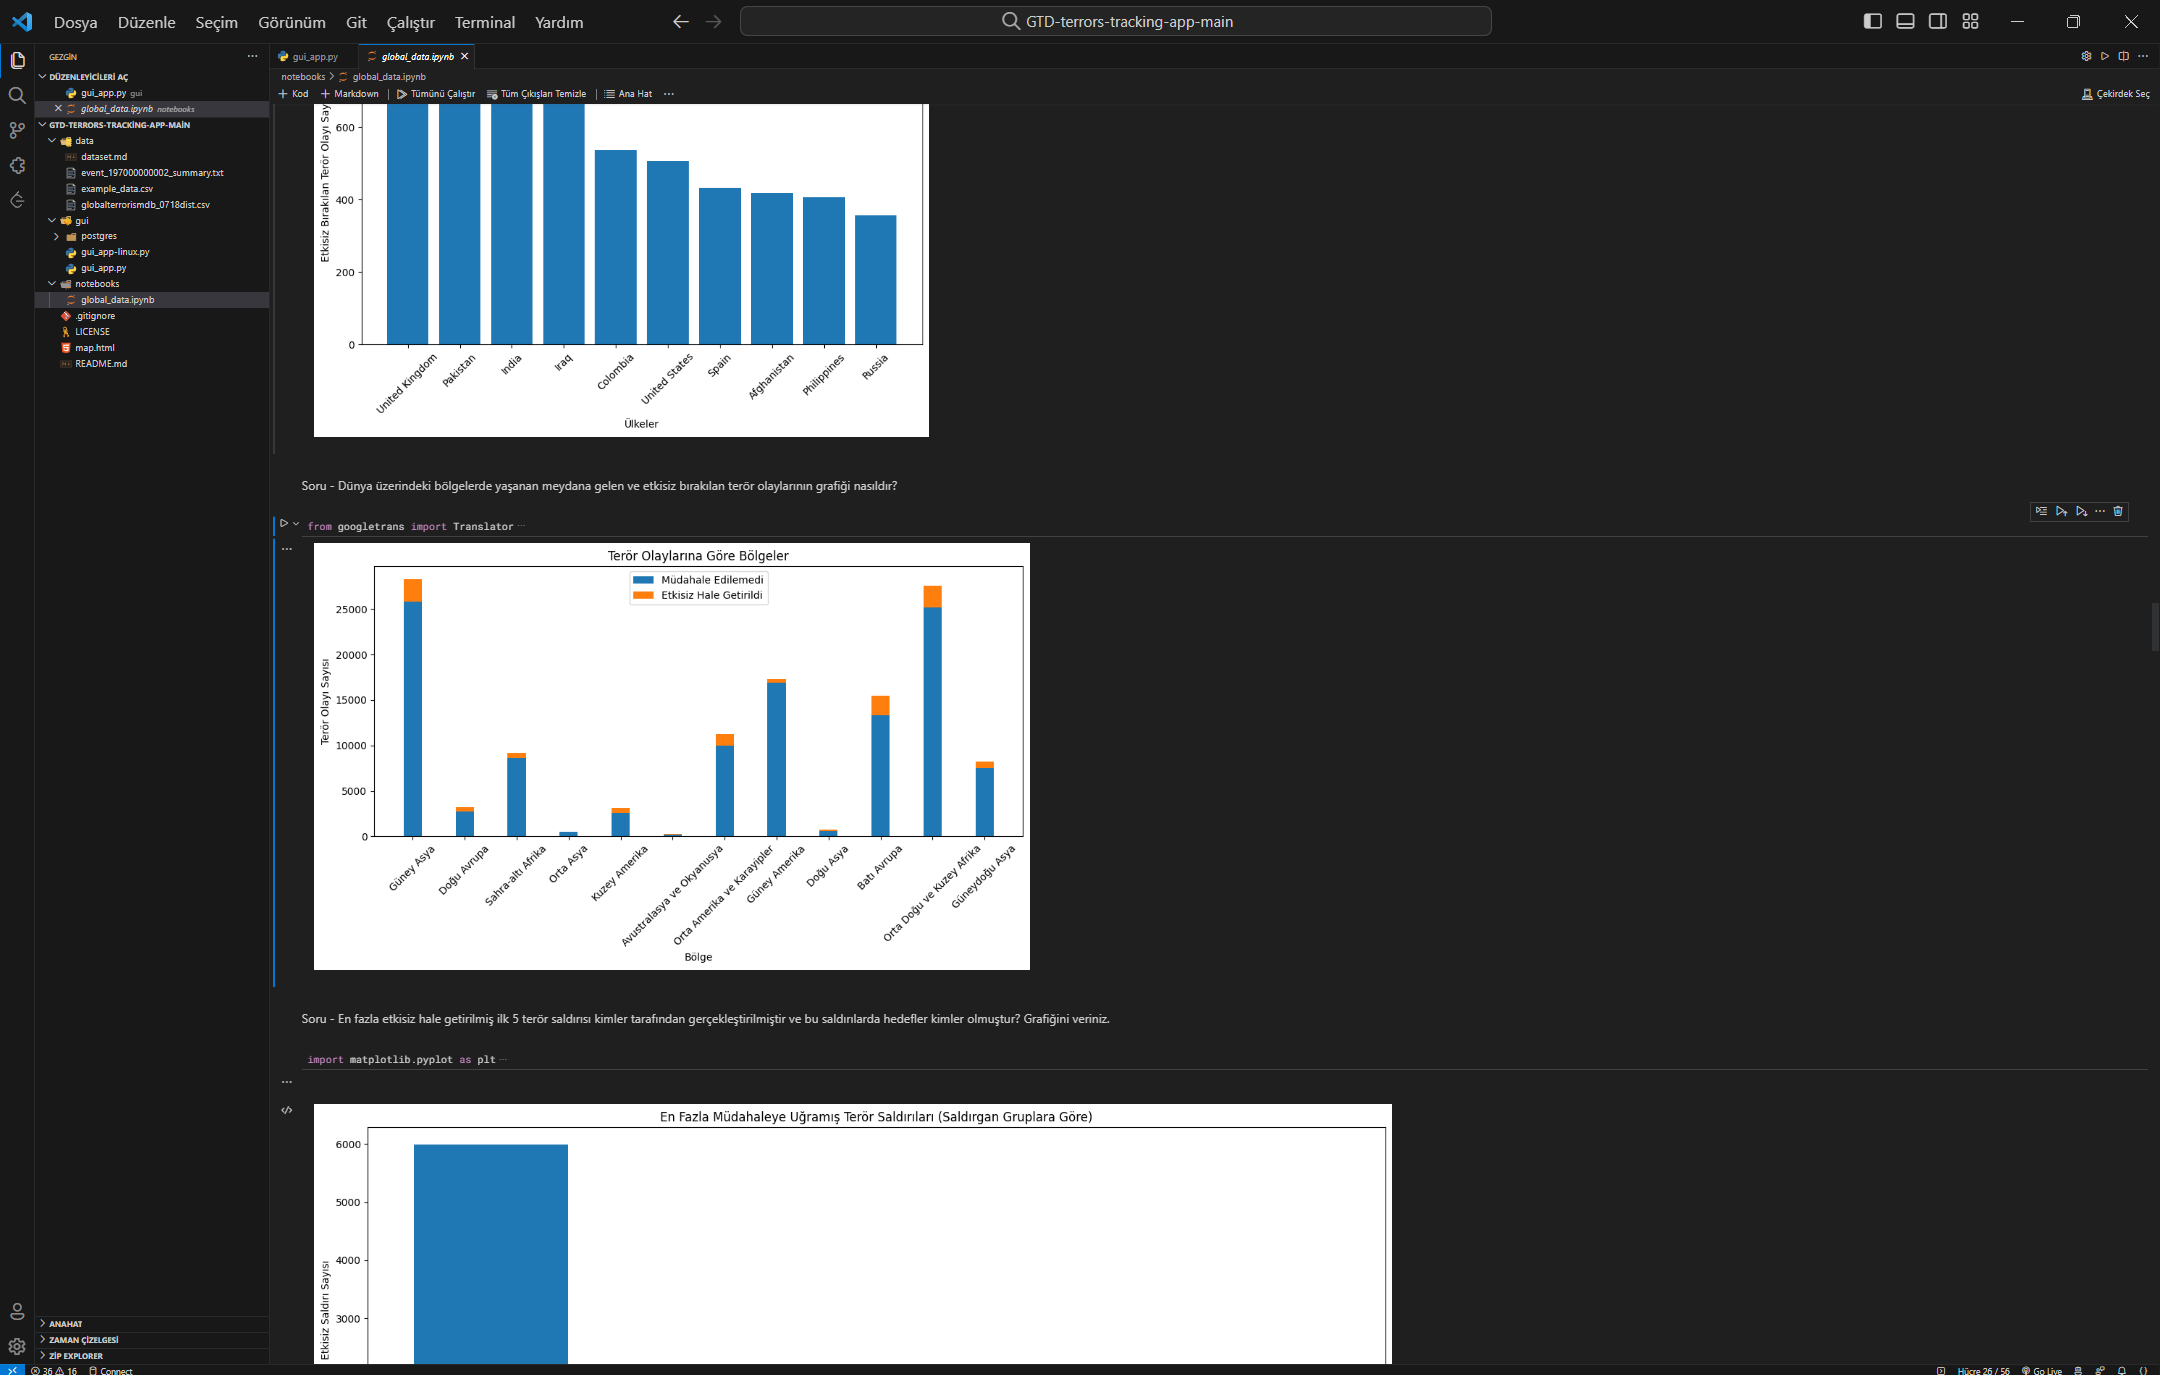 Dosya Düzenle Seçim Görünüm Git Çalıştır Terminal Yardım
GTD-terrors-tracking-app-main
GEZGİN
DÜZENLEYİCİLERİ AÇ
gui_app.py gui
global_data.ipynb notebooks
GTD-TERRORS-TRACKİNG-APP-MAİN
data
dataset.md
event_197000000002_summary.txt
example_data.csv
globalterrorismdb_0718dist.csv
gui
postgres
gui_app-linux.py
gui_app.py
notebooks
global_data.ipynb
.gitignore
LICENSE
map.html
README.md
ANAHAT
ZAMAN ÇİZELGESİ
ZİP EXPLORER
gui_app.py
global_data.ipynb
notebooks > global_data.ipynb
+ Kod + Markdown | Tümünü Çalıştır Tüm Çıkışları Temizle | Ana Hat ...
Çekirdek Seç
Etkisiz Bırakılan Terör Olayı Say
600
400
200
0
United Kingdom
Pakistan
India
Iraq
Colombia
United States
Spain
Afghanistan
Philippines
Russia
Ülkeler
Soru - Dünya üzerindeki bölgelerde yaşanan meydana gelen ve etkisiz bırakılan terör olaylarının grafiği nasıldır?
from googletrans import Translator ...
Terör Olaylarına Göre Bölgeler
Müdahale Edilemedi
Etkisiz Hale Getirildi
Terör Olayı Sayısı
25000
20000
15000
10000
5000
0
Güney Asya
Doğu Avrupa
Sahra-altı Afrika
Orta Asya
Kuzey Amerika
Avustralasya ve Okyanusya
Orta Amerika ve Karayipler
Güney Amerika
Doğu Asya
Batı Avrupa
Orta Doğu ve Kuzey Afrika
Güneydoğu Asya
Bölge
Soru - En fazla etkisiz hale getirilmiş ilk 5 terör saldırısı kimler tarafından gerçekleştirilmiştir ve bu saldırılarda hedefler kimler olmuştur? Grafiğini veriniz.
import matplotlib.pyplot as plt ...
En Fazla Müdahaleye Uğramış Terör Saldırıları (Saldırgan Gruplara Göre)
Etkisiz Saldırı Sayısı
6000
5000
4000
3000
36 16 Connect
Hücre 26 / 56 Go Live